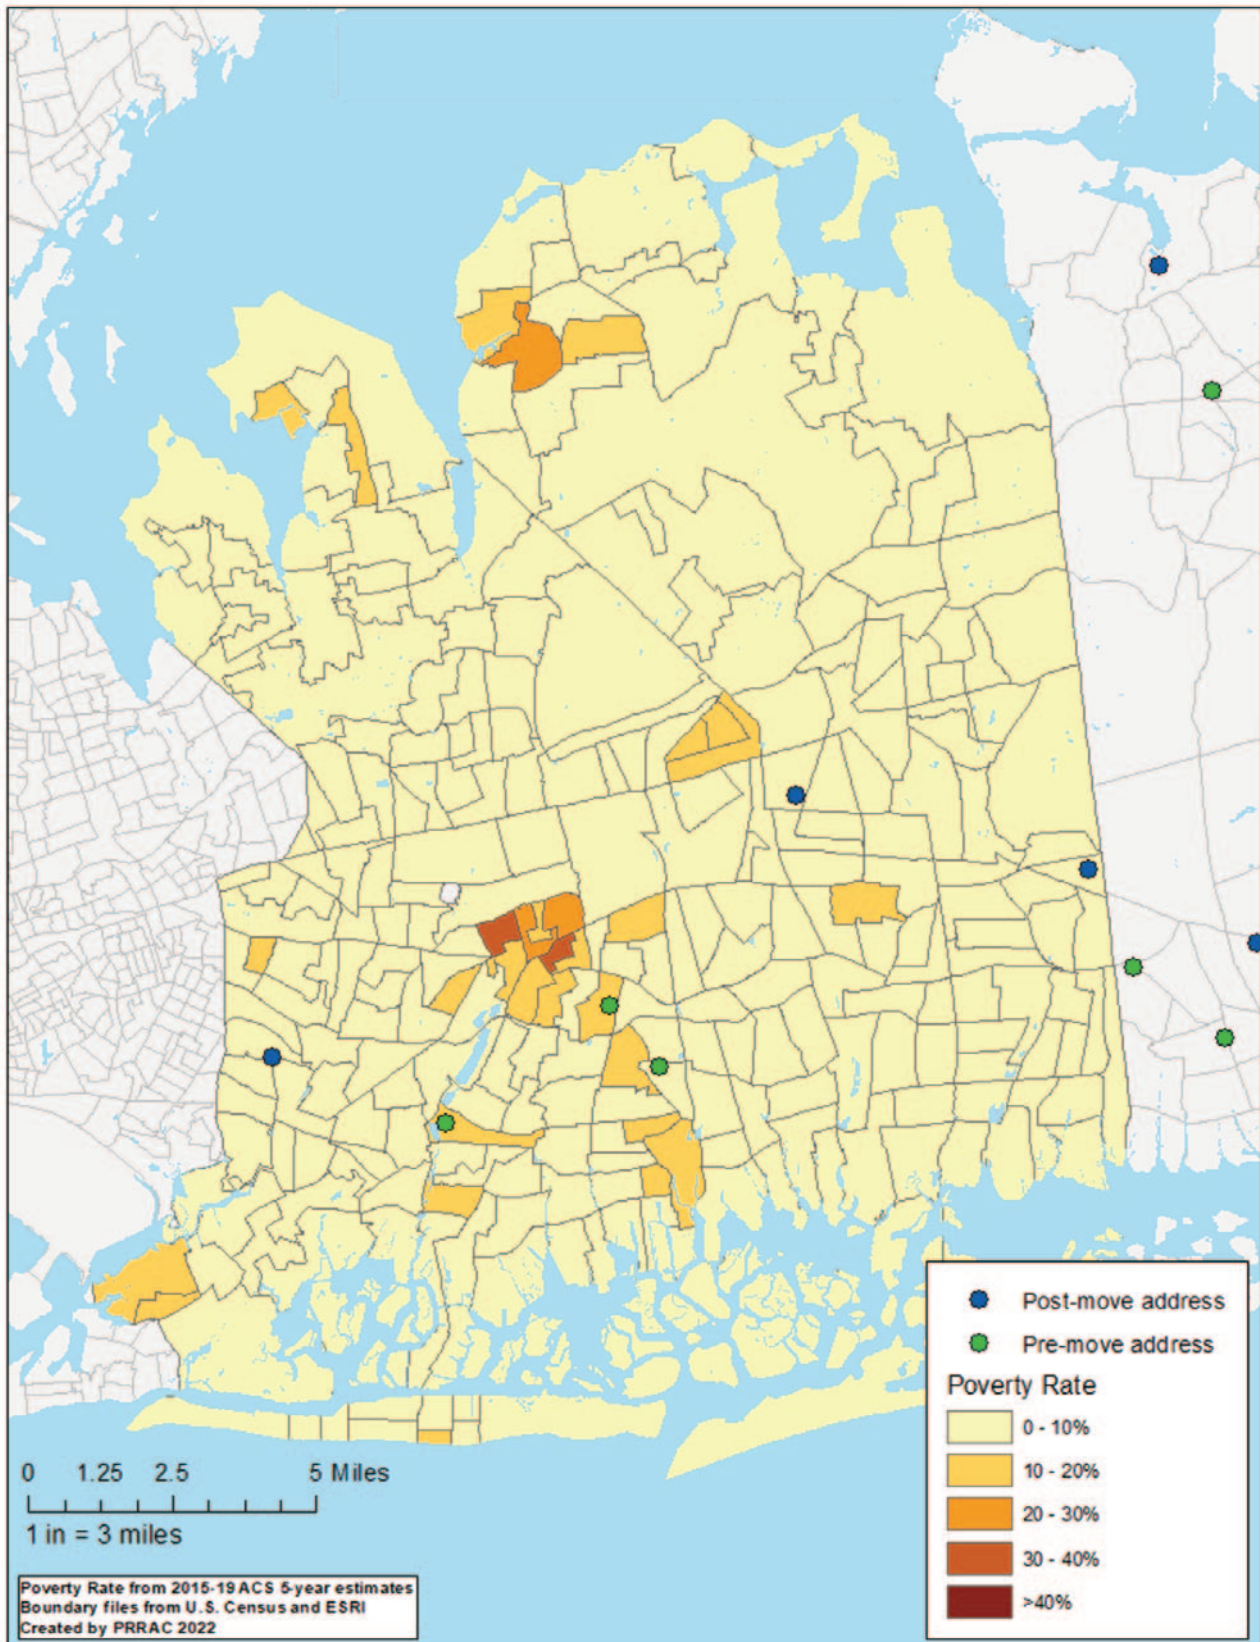 Post-move address
Pre-move address
Poverty Rate
0 - 10%
10 - 20%
20 - 30%
30 - 40%
>40%
0 1.25 2.5 5 Miles
1 in = 3 miles
Poverty Rate from 2015-19 ACS 5-year estimates
Boundary files from U.S. Census and ESRI
Created by PRRAC 2022